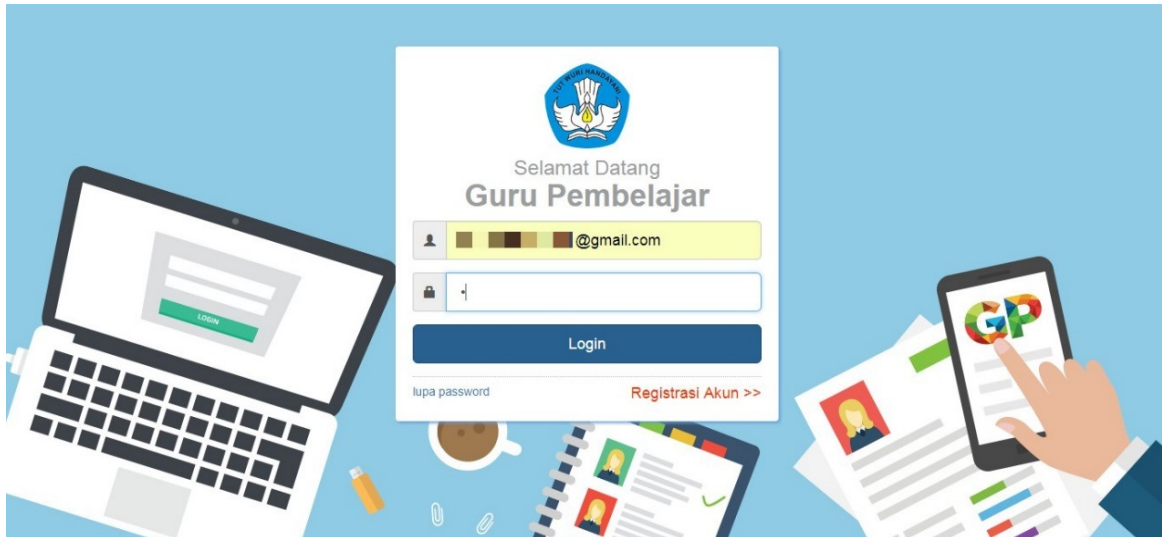 TUT WURI HANDAYANI
Selamat Datang
Guru Pembelajar
@gmail.com
Login
lupa password
Registrasi Akun >>
LOGIN
GP